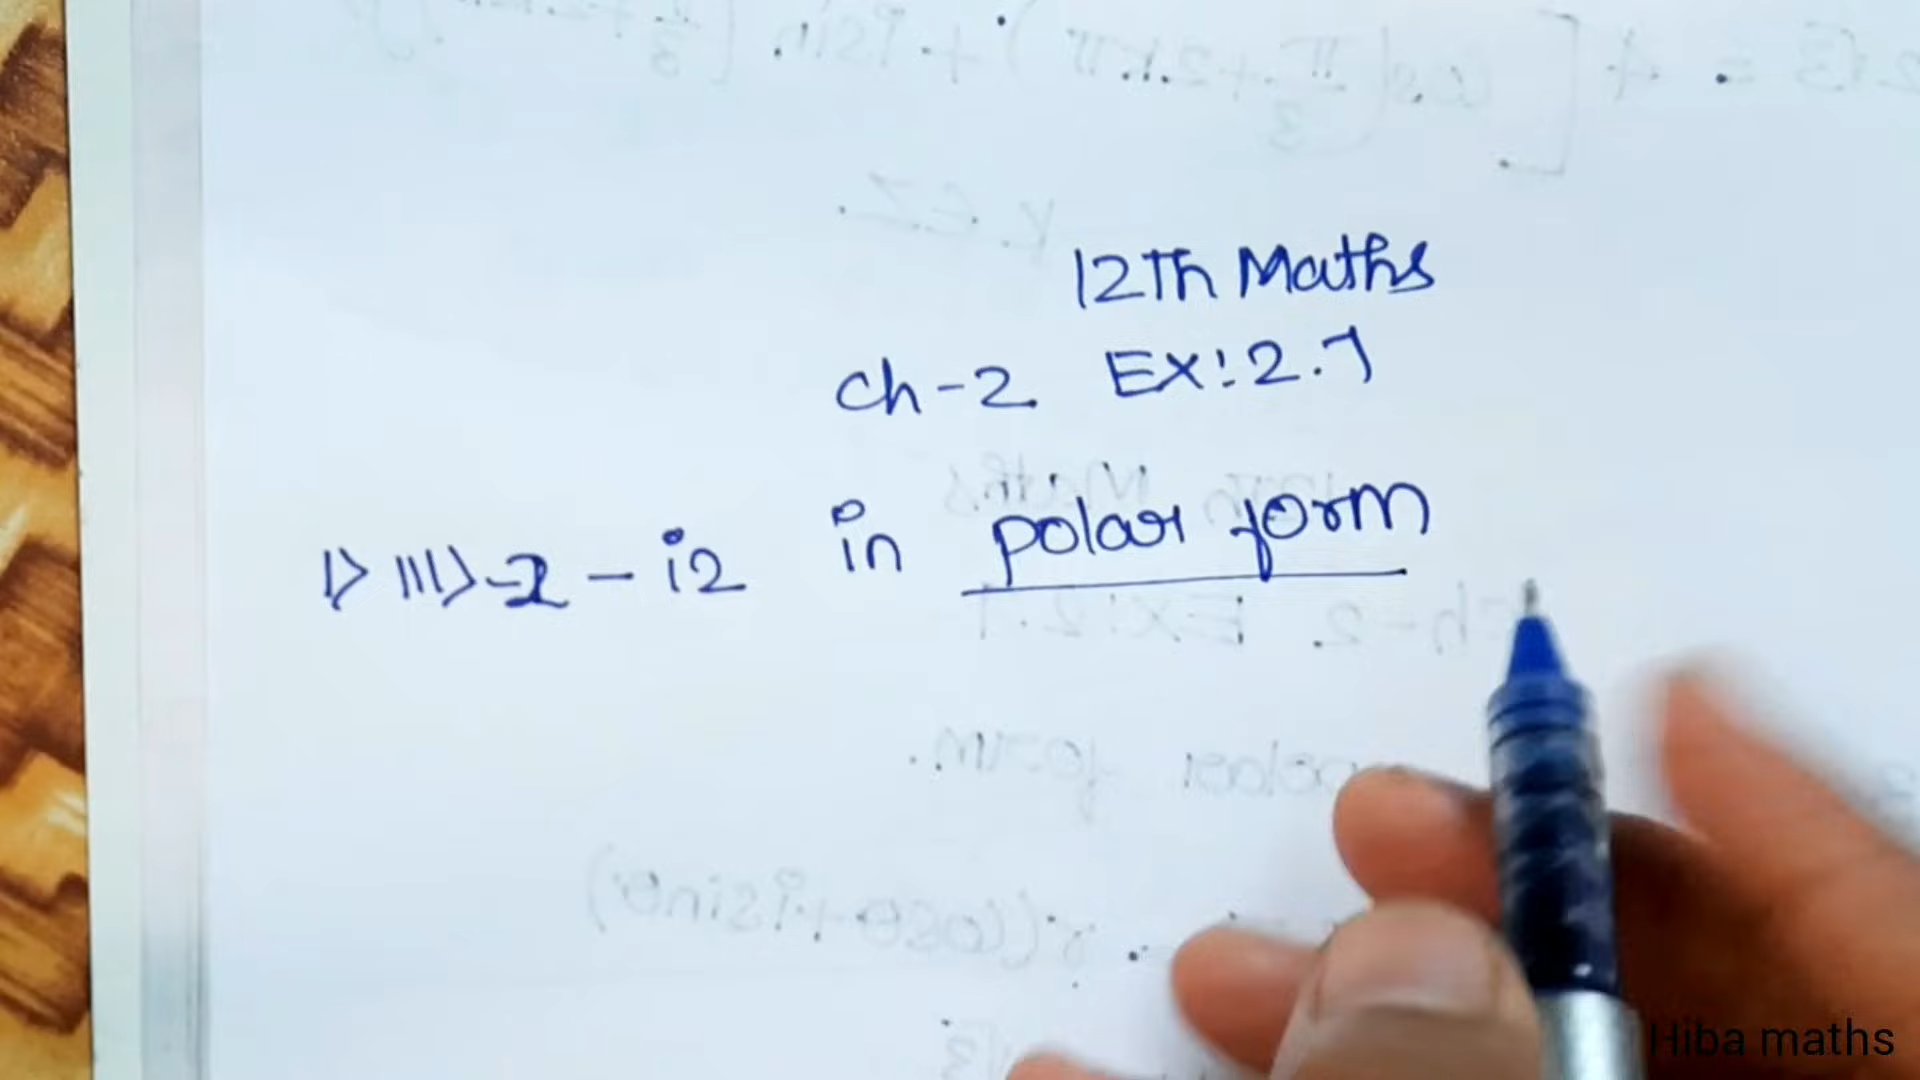 12Th Maths
ch-2 EX:2.7
1> III> -2 - i2 in polar form
Hiba maths